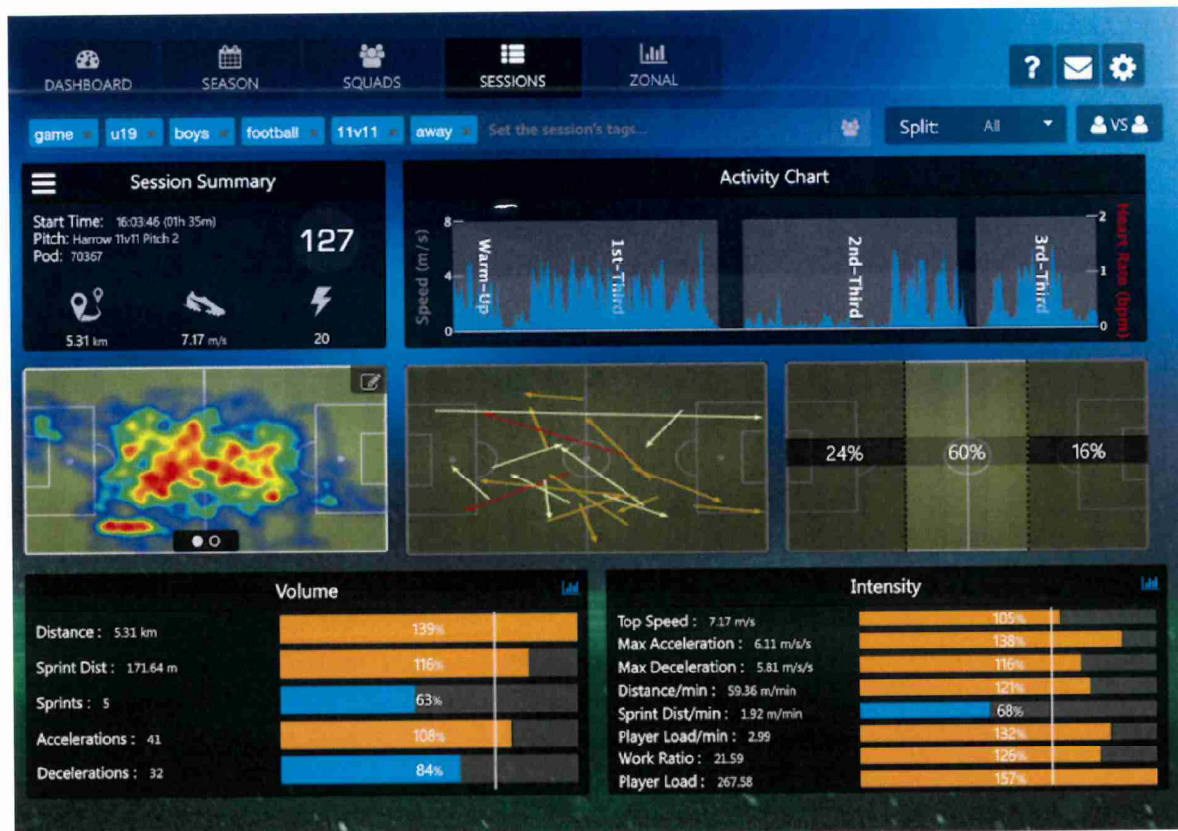 DASHBOARD SEASON SQUADS SESSIONS ZONAL ?
game × u19 × boys × football × 11v11 × away × Set the session's tags... Split: All VS
Session Summary
Start Time: 16:03:46 (01h 35m)
Pitch: Harrow 11v11 Pitch 2
Pod: 70367
127
5.31 km 7.17 m/s 20
Activity Chart
Speed (m/s)
8
4
0
Warm-Up
1st-Third
2nd-Third
3rd-Third
2
1
0
Heart Rate (bpm)
24% 60% 16%
Volume
Distance : 5.31 km 139%
Sprint Dist : 171.64 m 116%
Sprints : 5 63%
Accelerations : 41 108%
Decelerations : 32 84%
Intensity
Top Speed : 7.17 m/s 105%
Max Acceleration : 6.11 m/s/s 138%
Max Deceleration : 5.81 m/s/s 116%
Distance/min : 59.36 m/min 121%
Sprint Dist/min : 1.92 m/min 68%
Player Load/min : 2.99 132%
Work Ratio : 21.59 126%
Player Load : 267.58 157%